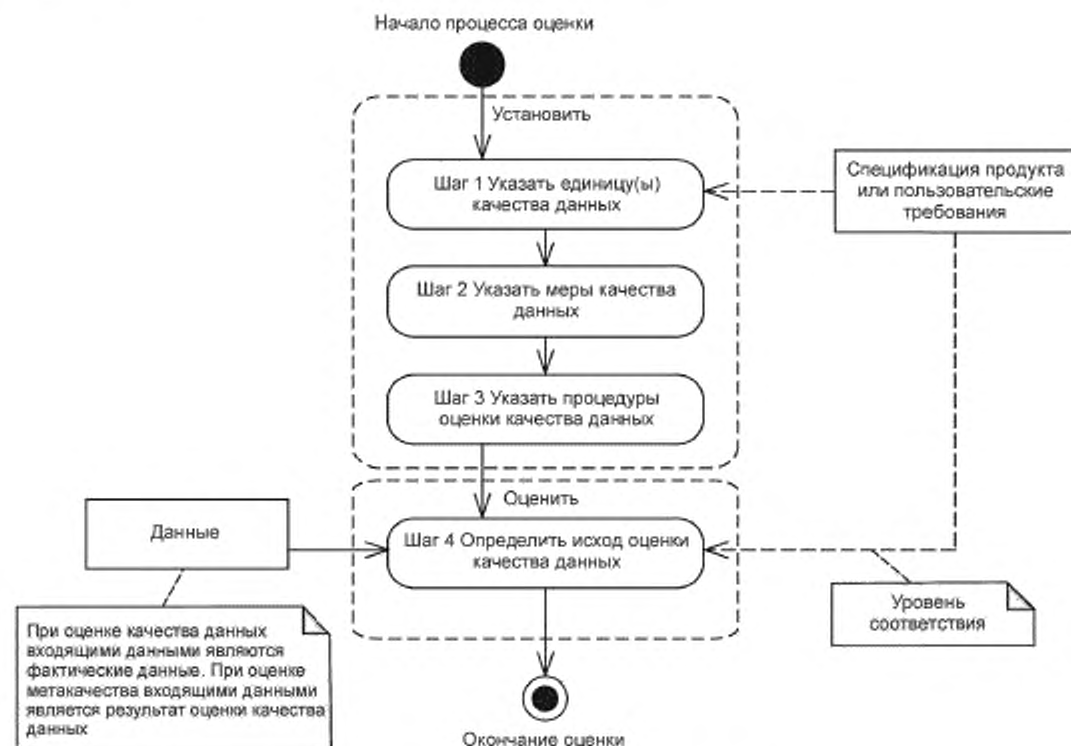 Начало процесса оценки
Установить
Шаг 1 Указать единицу(ы)
качества данных
Спецификация продукта
или пользовательские
требования
Шаг 2 Указать меры качества
данных
Шаг 3 Указать процедуры
оценки качества данных
Оценить
Данные
Шаг 4 Определить исход оценки
качества данных
Уровень
соответствия
При оценке качества данных
входящими данными являются
фактические данные. При оценке
метакачества входящими данными
является результат оценки качества
данных
Окончание оценки